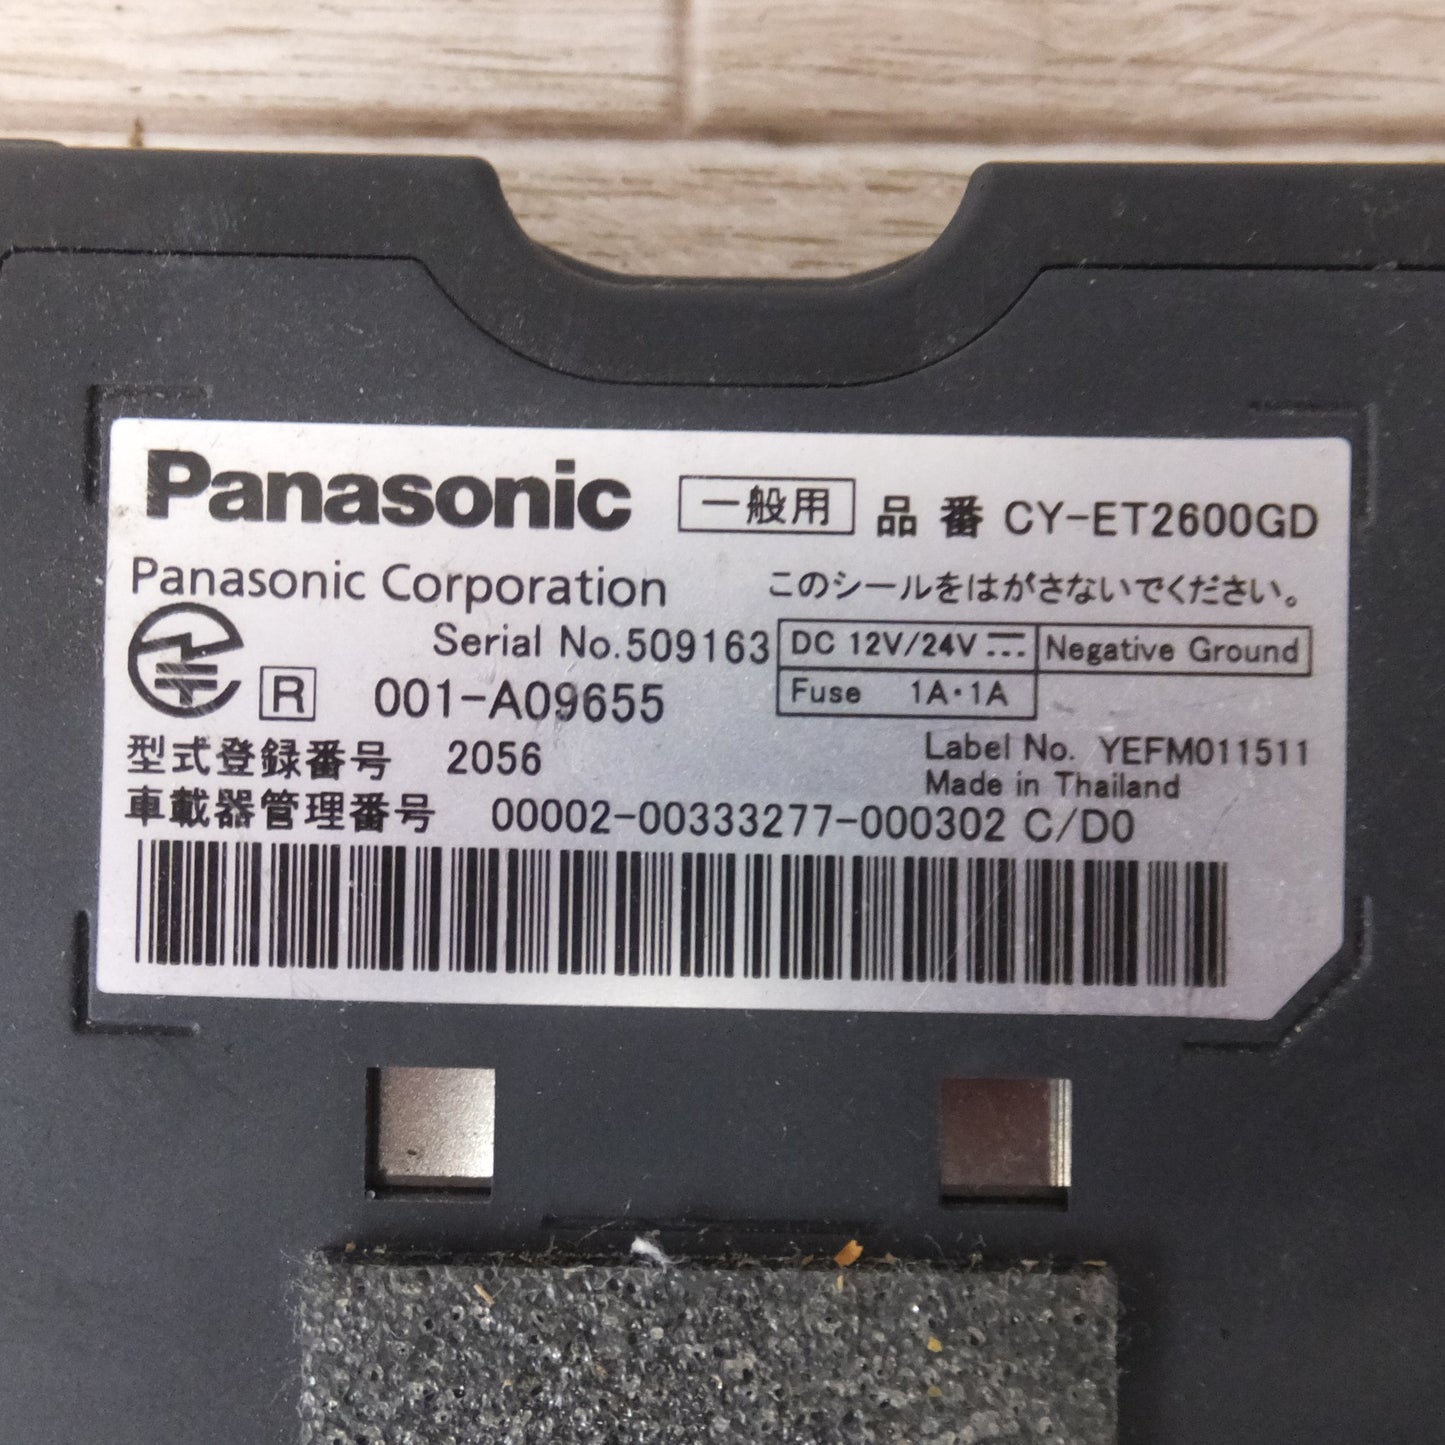 Panasonic 一般用 品番 CY-ET2600GD
Panasonic Corporation このシールをはがさないでください。
Serial No.509163 DC 12V/24V ⎓ Negative Ground
R 001-A09655 Fuse 1A・1A
型式登録番号 2056 Label No. YEFM011511
Made in Thailand
車載器管理番号 00002-00333277-000302 C/D0